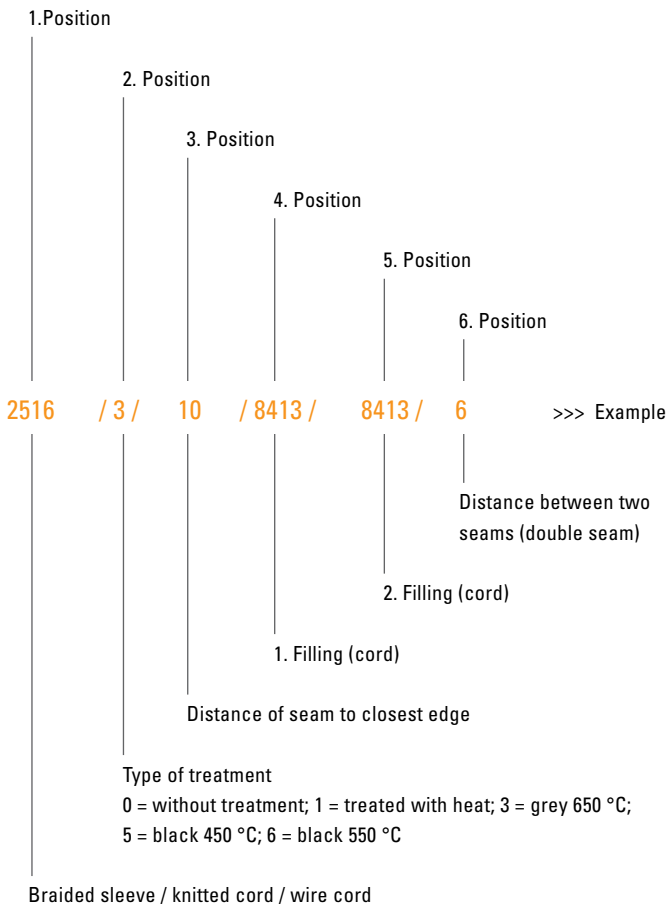 1.Position
2. Position
3. Position
4. Position
5. Position
6. Position
2516 / 3 / 10 / 8413 / 8413 / 6 >>> Example
Distance between two
seams (double seam)
2. Filling (cord)
1. Filling (cord)
Distance of seam to closest edge
Type of treatment
0 = without treatment; 1 = treated with heat; 3 = grey 650 °C;
5 = black 450 °C; 6 = black 550 °C
Braided sleeve / knitted cord / wire cord